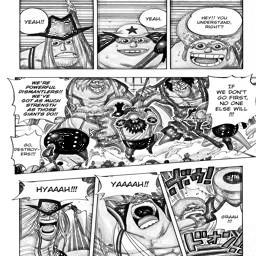 YEAH!!
YEAH.
HEY!! YOU
UNDERSTAND,
RIGHT?
WE'RE
POWERFUL
DISMANTLERS!!
WE'VE
GOT AS MUCH
STRENGTH
AS THOSE
GIANTS DO!!
IF
WE DON'T
GO FIRST,
NO ONE
ELSE WILL
!!!
GO,
DESTROY-
ERS!!!
HYAAAH!!!
YAAAAH!!
GRAAH
!!!